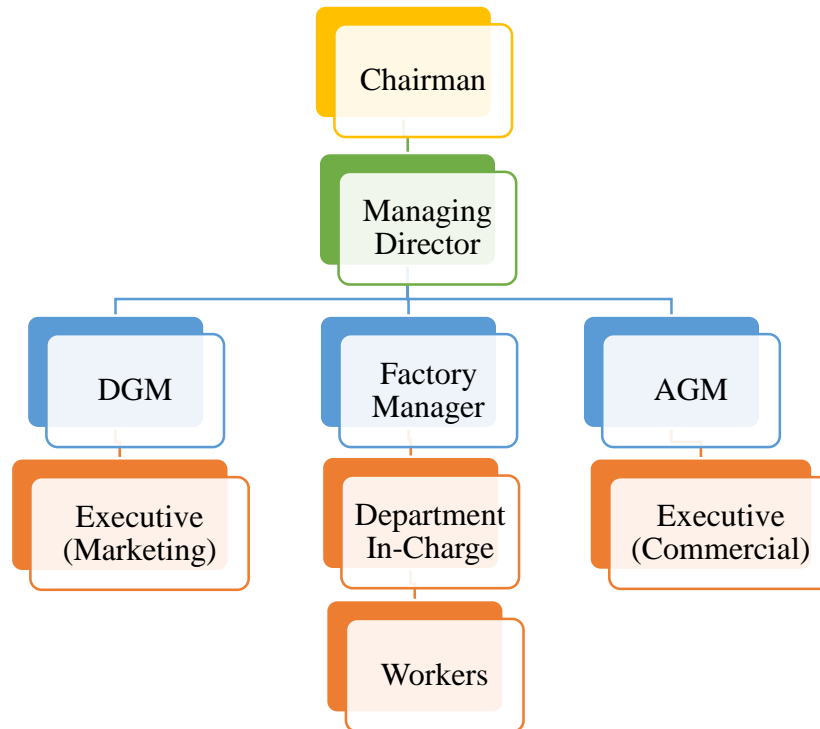 Chairman
Managing
Director
DGM
Factory
Manager
AGM
Executive
(Marketing)
Department
In-Charge
Executive
(Commercial)
Workers